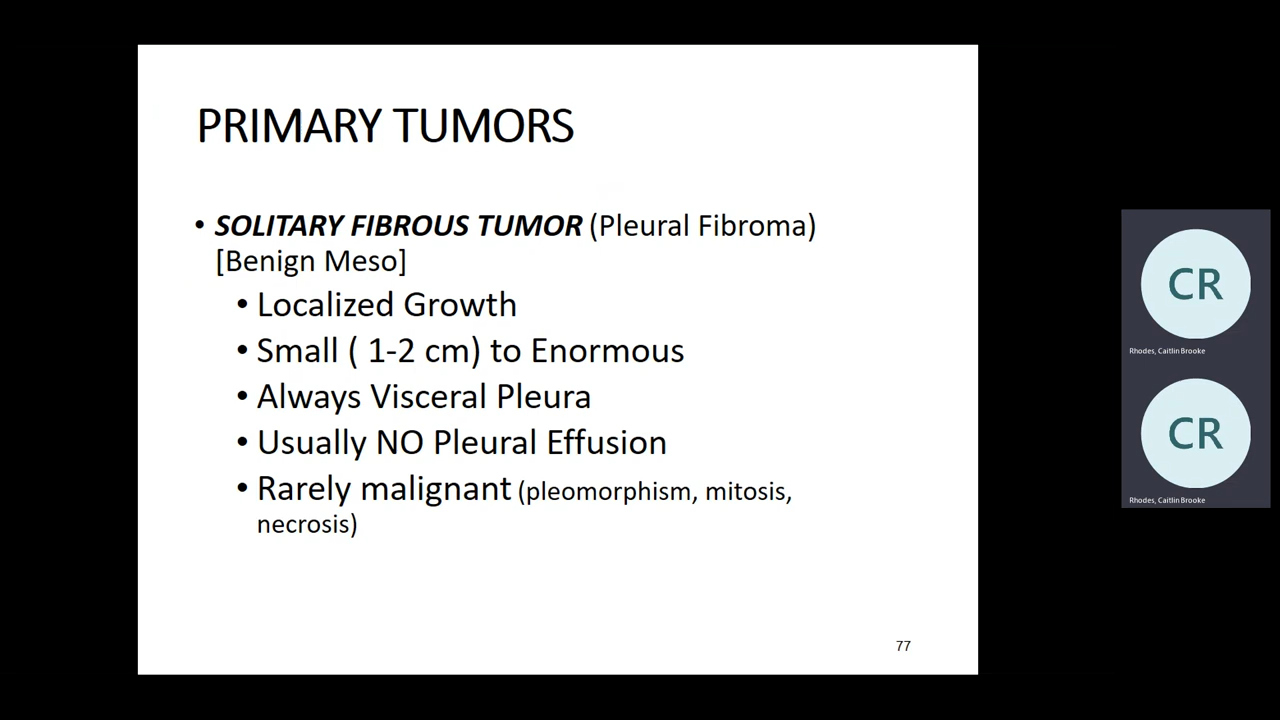 PRIMARY TUMORS
• SOLITARY FIBROUS TUMOR (Pleural Fibroma)
[Benign Meso]
• Localized Growth
• Small ( 1-2 cm) to Enormous
• Always Visceral Pleura
• Usually NO Pleural Effusion
• Rarely malignant (pleomorphism, mitosis,
necrosis)
77
CR
Rhodes, Caitlin Brooke
CR
Rhodes, Caitlin Brooke